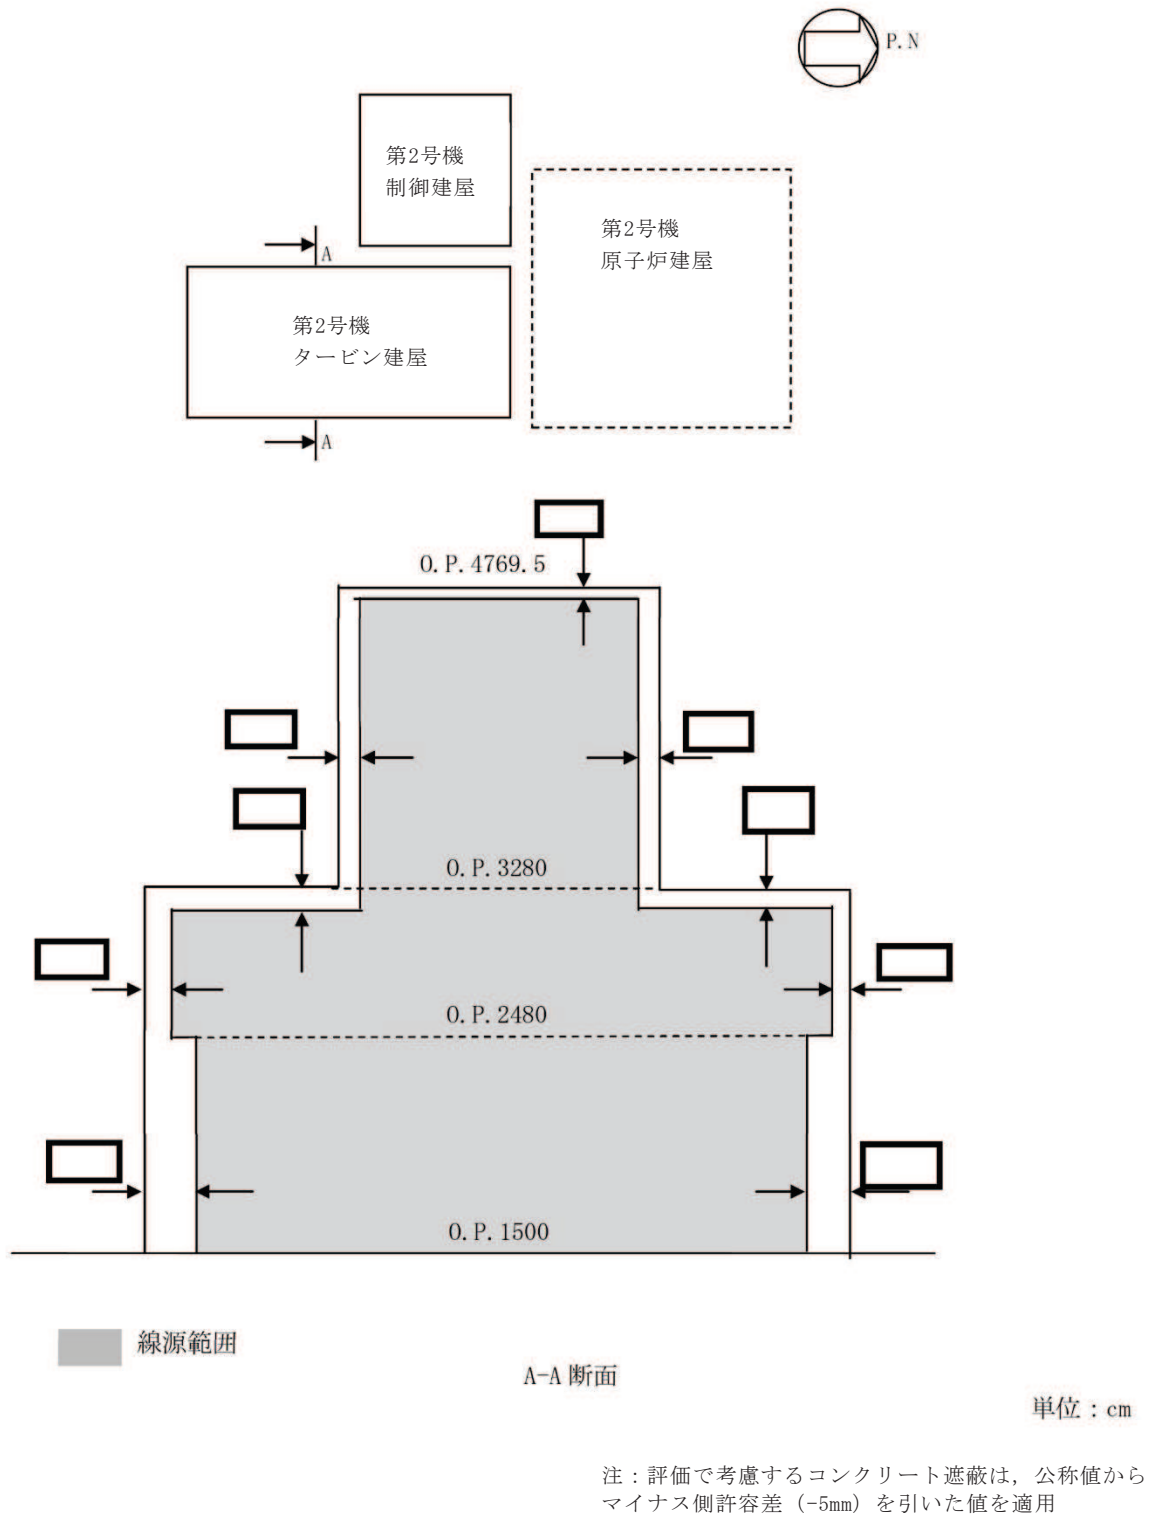 P.N
第2号機
制御建屋
第2号機
原子炉建屋
A
第2号機
タービン建屋
A
O.P.4769.5
O.P.3280
O.P.2480
O.P.1500
線源範囲
A-A 断面
単位：cm
注：評価で考慮するコンクリート遮蔽は，公称値から
マイナス側許容差（-5mm）を引いた値を適用